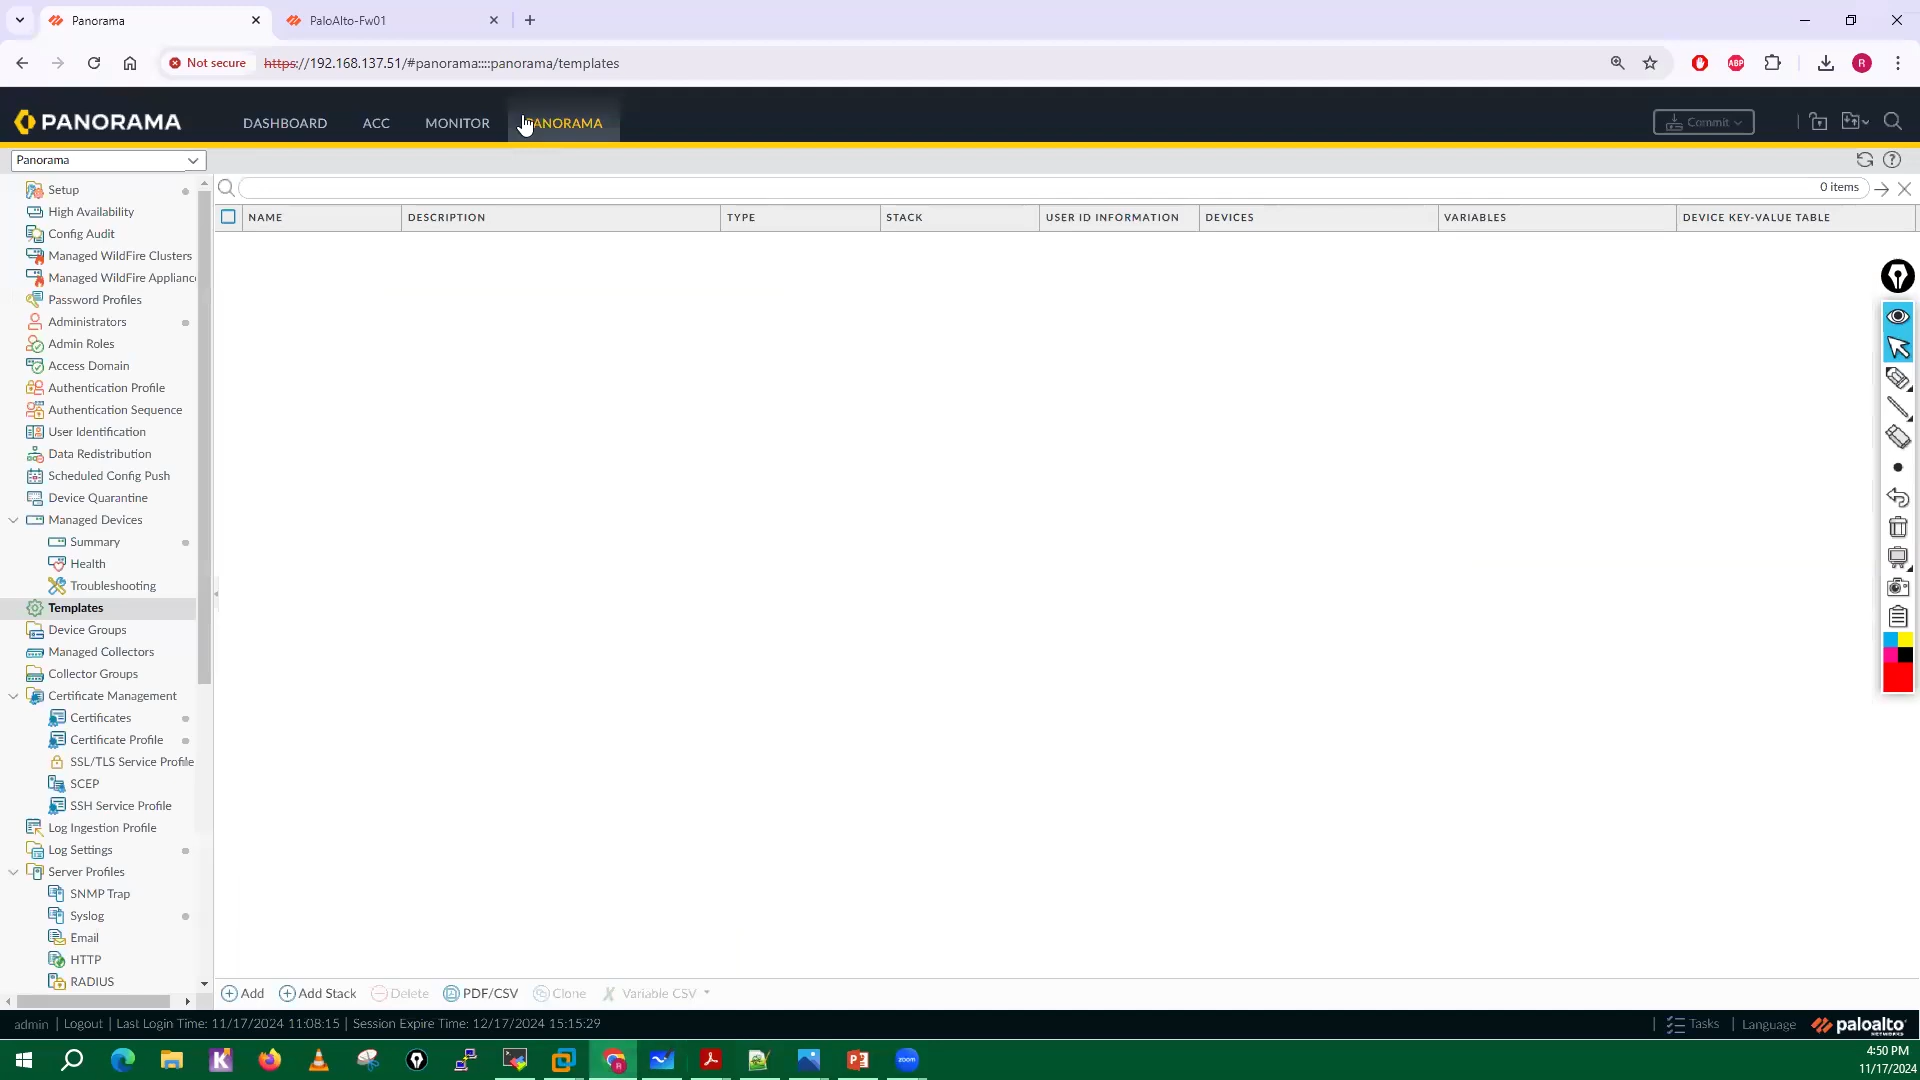 Panorama
PaloAlto-Fw01
Not secure
https://192.168.137.51/#panorama::::panorama/templates
ABP
R
PANORAMA
DASHBOARD
ACC
MONITOR
PANORAMA
Commit
Panorama
Setup
High Availability
Config Audit
Managed WildFire Clusters
Managed WildFire Applianc
Password Profiles
Administrators
Admin Roles
Access Domain
Authentication Profile
Authentication Sequence
User Identification
Data Redistribution
Scheduled Config Push
Device Quarantine
Managed Devices
Summary
Health
Troubleshooting
Templates
Device Groups
Managed Collectors
Collector Groups
Certificate Management
Certificates
Certificate Profile
SSL/TLS Service Profile
SCEP
SSH Service Profile
Log Ingestion Profile
Log Settings
Server Profiles
SNMP Trap
Syslog
Email
HTTP
RADIUS
0 items
NAME DESCRIPTION TYPE STACK USER ID INFORMATION DEVICES VARIABLES DEVICE KEY-VALUE TABLE
Add Add Stack Delete PDF/CSV Clone Variable CSV
admin | Logout | Last Login Time: 11/17/2024 11:08:15 | Session Expire Time: 12/17/2024 15:15:29
| Tasks | Language paloalto NETWORKS
zoom
4:50 PM
11/17/2024